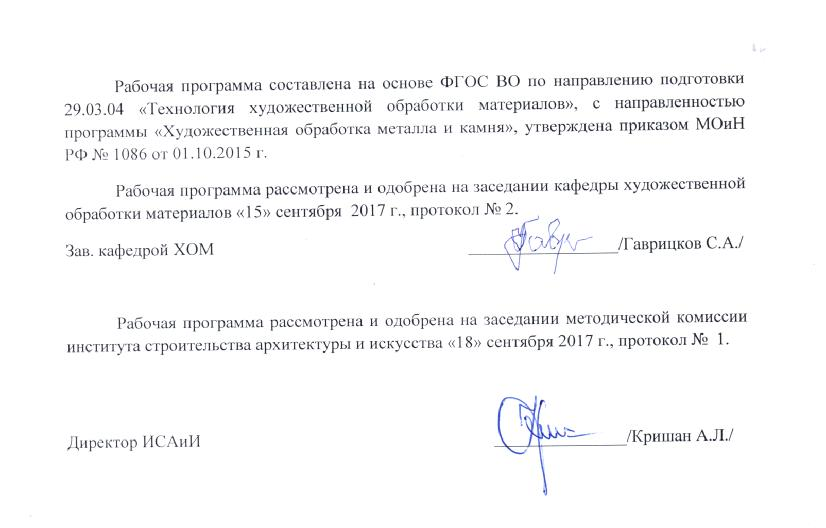 Рабочая программа составлена на основе ФГОС ВО по направлению подготовки
29.03.04 «Технология художественной обработки материалов», с направленностью
программы «Художественная обработка металла и камня», утверждена приказом МОиН
РФ № 1086 от 01.10.2015 г.
Рабочая программа рассмотрена и одобрена на заседании кафедры художественной
обработки материалов «15» сентября 2017 г., протокол № 2.
Зав. кафедрой ХОМ /Гаврицков С.А./
Рабочая программа рассмотрена и одобрена на заседании методической комиссии
института строительства архитектуры и искусства «18» сентября 2017 г., протокол № 1.
Директор ИСАиИ /Кришан А.Л./